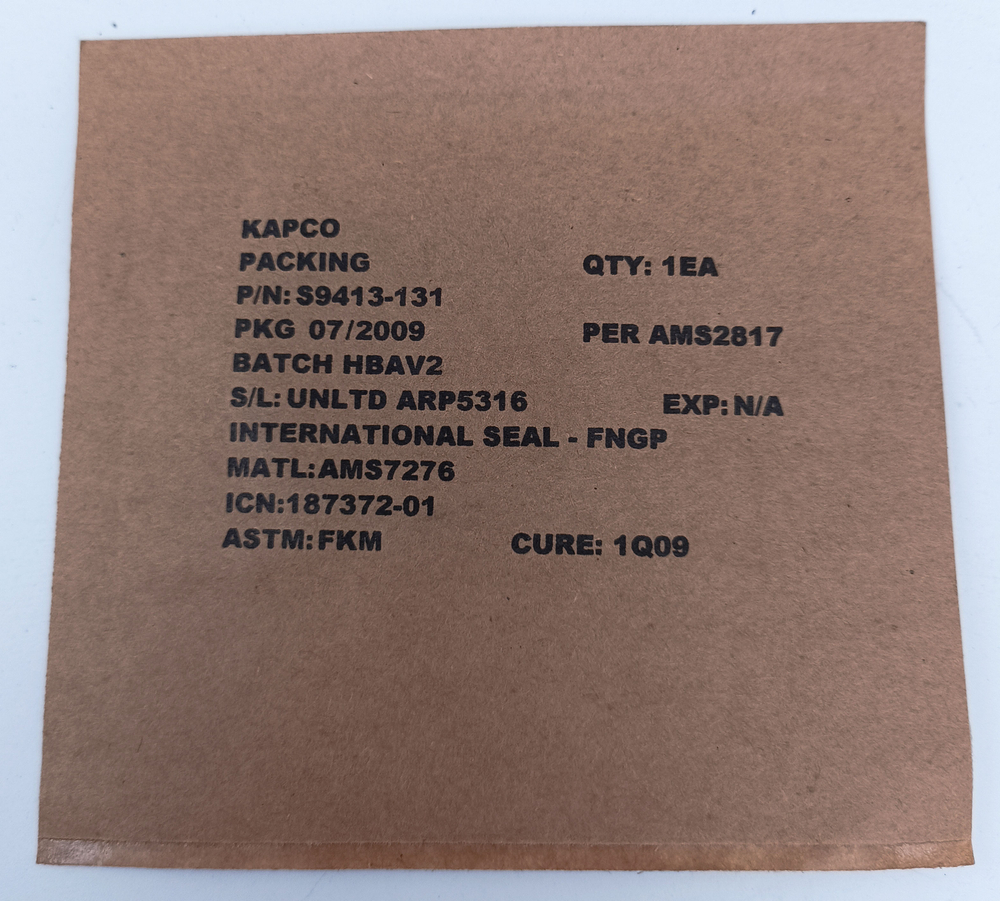 KAPCO
PACKING QTY: 1EA
P/N: S9413-131
PKG 07/2009 PER AMS2817
BATCH HBAV2
S/L: UNLTD ARP5316 EXP: N/A
INTERNATIONAL SEAL - FNGP
MATL: AMS7276
ICN:187372-01
ASTM: FKM CURE: 1Q09